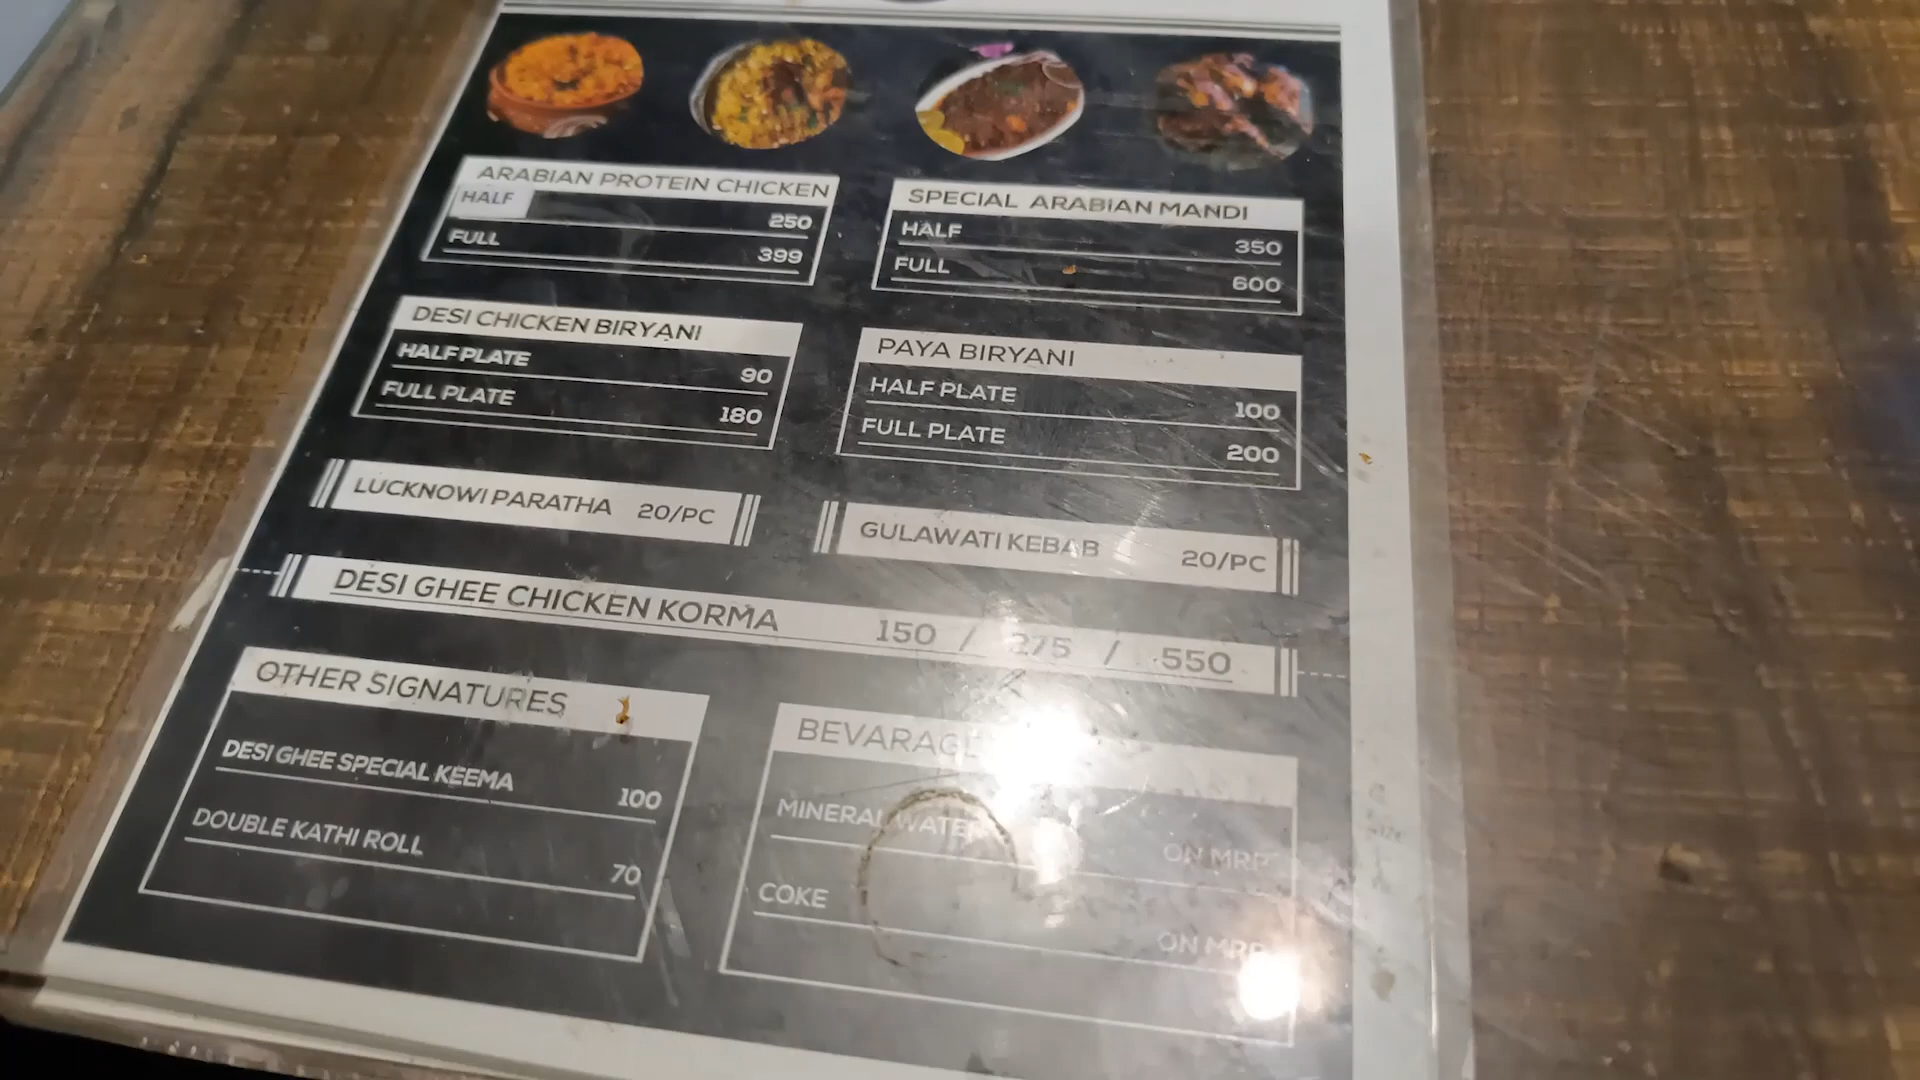 ARABIAN PROTEIN CHICKEN
HALF 250
FULL 399
SPECIAL ARABIAN MANDI
HALF 350
FULL 600
DESI CHICKEN BIRYANI
HALF PLATE 90
FULL PLATE 180
PAYA BIRYANI
HALF PLATE 100
FULL PLATE 200
LUCKNOWI PARATHA 20/PC
GULAWATI KEBAB 20/PC
DESI GHEE CHICKEN KORMA 150 / 275 / 550
OTHER SIGNATURES
DESI GHEE SPECIAL KEEMA 100
DOUBLE KATHI ROLL 70
MINERAL WATER ON MRP
COKE ON MRP